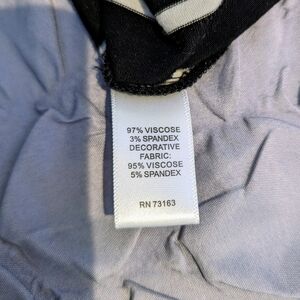 97% VISCOSE
3% SPANDEX
DECORATIVE
FABRIC:
95% VISCOSE
5% SPANDEX
RN 73163